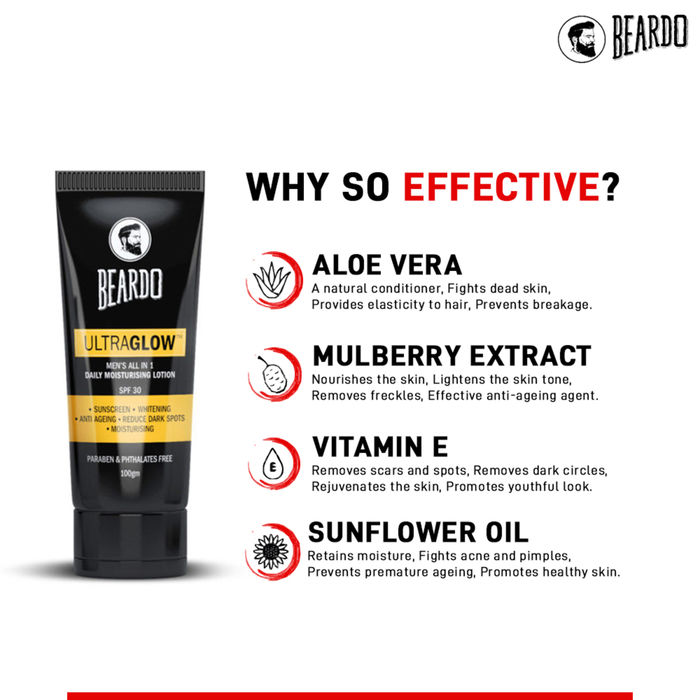 BEARDO
BEARDO
ULTRAGLOW™
MEN'S ALL IN 1
DAILY MOISTURISING LOTION
SPF 30
• SUNSCREEN • WHITENING
• ANTI AGEING • REDUCE DARK SPOTS
• MOISTURISING
PARABEN & PHTHALATES FREE
100gm
WHY SO EFFECTIVE?
ALOE VERA
A natural conditioner, Fights dead skin,
Provides elasticity to hair, Prevents breakage.
MULBERRY EXTRACT
Nourishes the skin, Lightens the skin tone,
Removes freckles, Effective anti-ageing agent.
E
VITAMIN E
Removes scars and spots, Removes dark circles,
Rejuvenates the skin, Promotes youthful look.
SUNFLOWER OIL
Retains moisture, Fights acne and pimples,
Prevents premature ageing, Promotes healthy skin.